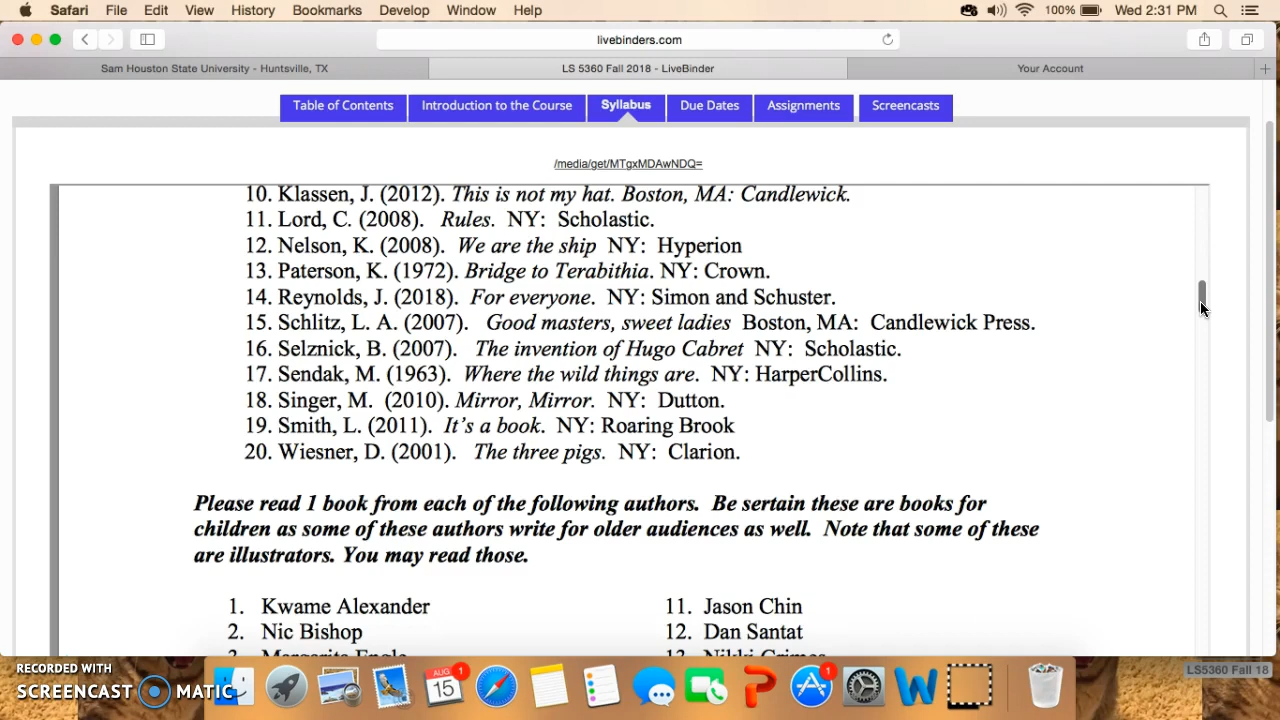 Safari File Edit View History Bookmarks Develop Window Help 100% Wed 2:31 PM
livebinders.com
Sam Houston State University - Huntsville, TX LS 5360 Fall 2018 - LiveBinder Your Account
Table of Contents Introduction to the Course Syllabus Due Dates Assignments Screencasts
/media/get/MTgxMDAwNDQ=
10. Klassen, J. (2012). This is not my hat. Boston, MA: Candlewick.
11. Lord, C. (2008). Rules. NY: Scholastic.
12. Nelson, K. (2008). We are the ship NY: Hyperion
13. Paterson, K. (1972). Bridge to Terabithia. NY: Crown.
14. Reynolds, J. (2018). For everyone. NY: Simon and Schuster.
15. Schlitz, L. A. (2007). Good masters, sweet ladies Boston, MA: Candlewick Press.
16. Selznick, B. (2007). The invention of Hugo Cabret NY: Scholastic.
17. Sendak, M. (1963). Where the wild things are. NY: HarperCollins.
18. Singer, M. (2010). Mirror, Mirror. NY: Dutton.
19. Smith, L. (2011). It's a book. NY: Roaring Brook
20. Wiesner, D. (2001). The three pigs. NY: Clarion.
Please read 1 book from each of the following authors. Be sertain these are books for
children as some of these authors write for older audiences as well. Note that some of these
are illustrators. You may read those.
1. Kwame Alexander 11. Jason Chin
2. Nic Bishop 12. Dan Santat
3. Margarita Engle 13. Nikki Grimes
RECORDED WITH
SCREENCAST MATIC
AUG
15
1
1
LS5360 Fall 18